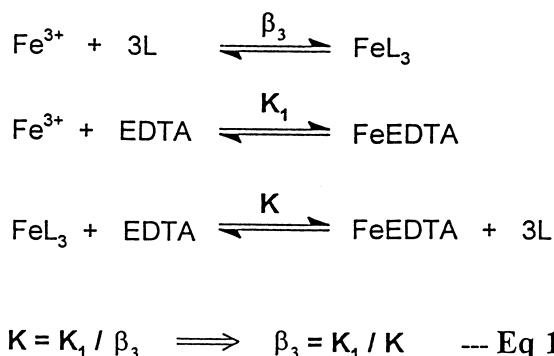 β₃
Fe³⁺ + 3L ⇌ FeL₃
K₁
Fe³⁺ + EDTA ⇌ FeEDTA
K
FeL₃ + EDTA ⇌ FeEDTA + 3L
K = K₁ / β₃ ⟹ β₃ = K₁ / K --- Eq 1